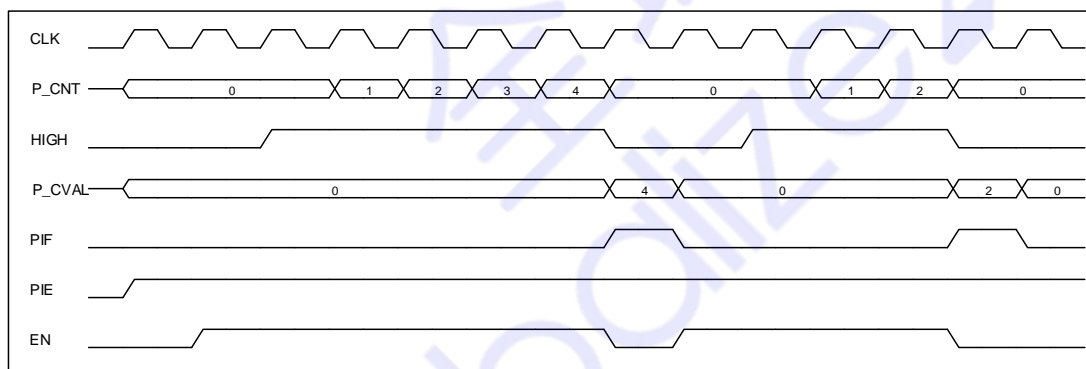 CLK
P_CNT 0 1 2 3 4 0 1 2 0
HIGH
P_CVAL 0 4 0 2 0
PIF
PIE
EN